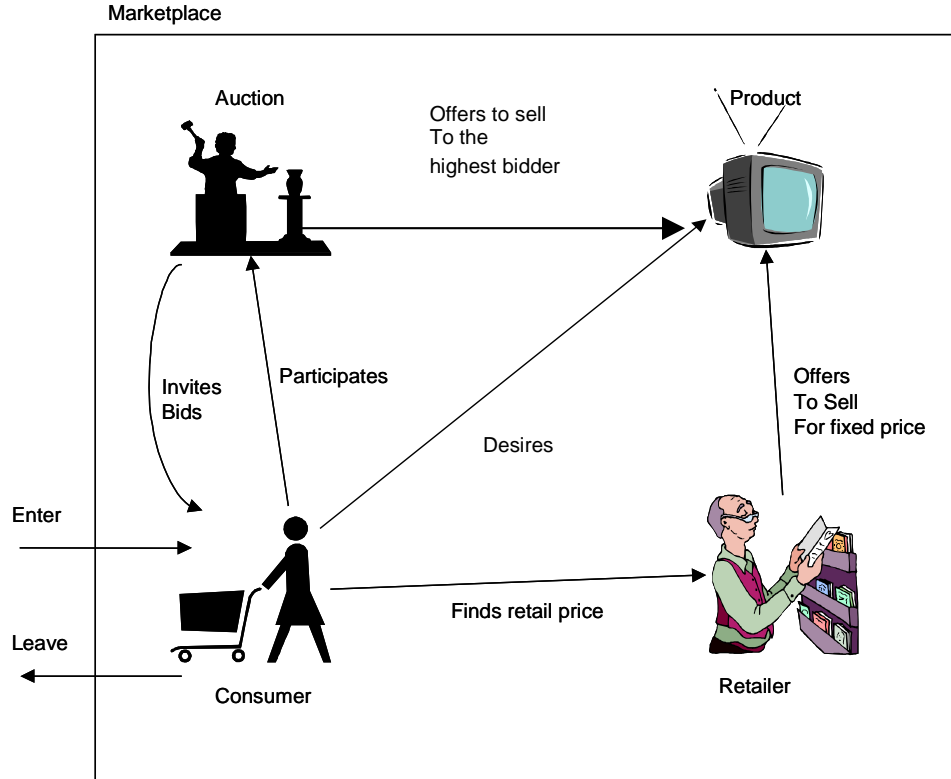 Marketplace
Auction
Offers to sell
To the
highest bidder
Product
Invites
Bids
Participates
Desires
Offers
To Sell
For fixed price
Enter
Finds retail price
Leave
Consumer
Retailer